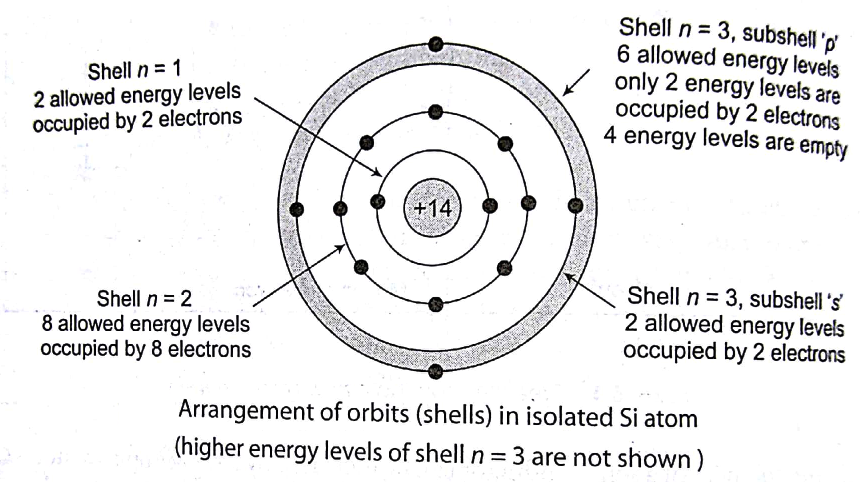 Shell n = 1
2 allowed energy levels
occupied by 2 electrons
Shell n = 3, subshell 'p'
6 allowed energy levels
only 2 energy levels are
occupied by 2 electrons
4 energy levels are empty
+14
Shell n = 2
8 allowed energy levels
occupied by 8 electrons
Shell n = 3, subshell 's'
2 allowed energy levels
occupied by 2 electrons
Arrangement of orbits (shells) in isolated Si atom
(higher energy levels of shell n = 3 are not shown )